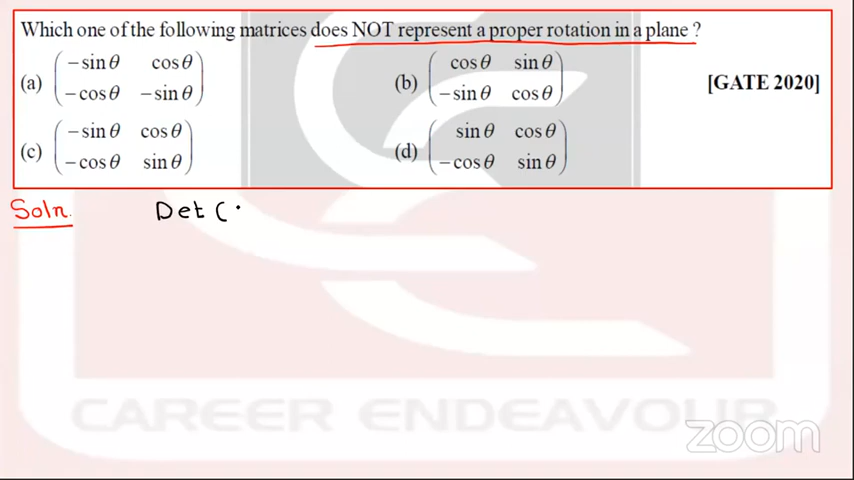 Which one of the following matrices does NOT represent a proper rotation in a plane ?
(a) (−sin θ cos θ
−cos θ −sin θ)
(b) (cos θ sin θ
−sin θ cos θ)
[GATE 2020]
(c) (−sin θ cos θ
−cos θ sin θ)
(d) (sin θ cos θ
−cos θ sin θ)
Soln.
Det (
CAREER ENDEAVOUR
zoom